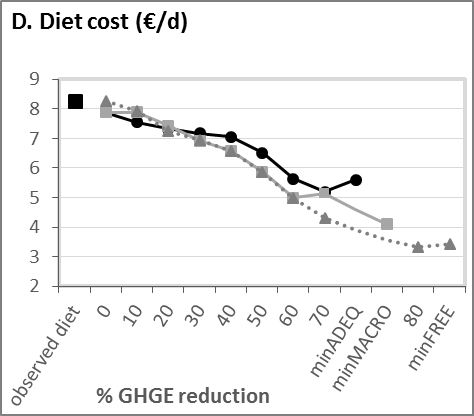 D. Diet cost (€/d)
9
8
7
6
5
4
3
2
observed diet
0
10
20
30
40
50
60
70
minADEQ
minMACRO
80
minFREE
% GHGE reduction